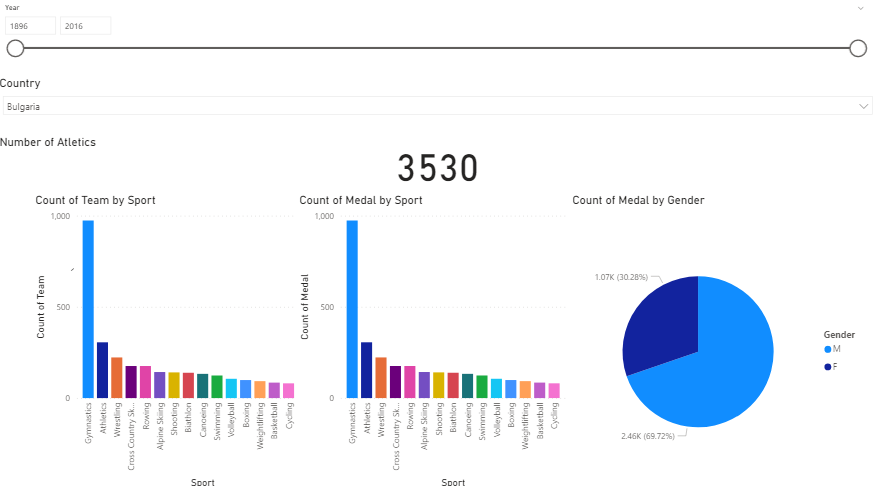 Year
1896 2016
Country
Bulgaria
Number of Atletics
3530
Count of Team by Sport
Count of Team
1,000
500
0
Gymnastics
Athletics
Wrestling
Cross Country Sk...
Rowing
Alpine Skiing
Shooting
Biathlon
Canoeing
Swimming
Volleyball
Boxing
Weightlifting
Basketball
Cycling
Sport
Count of Medal by Sport
Count of Medal
1,000
500
0
Gymnastics
Athletics
Wrestling
Cross Country Sk...
Rowing
Alpine Skiing
Shooting
Biathlon
Canoeing
Swimming
Volleyball
Boxing
Weightlifting
Basketball
Cycling
Sport
Count of Medal by Gender
1.07K (30.28%)
2.46K (69.72%)
Gender
M
F